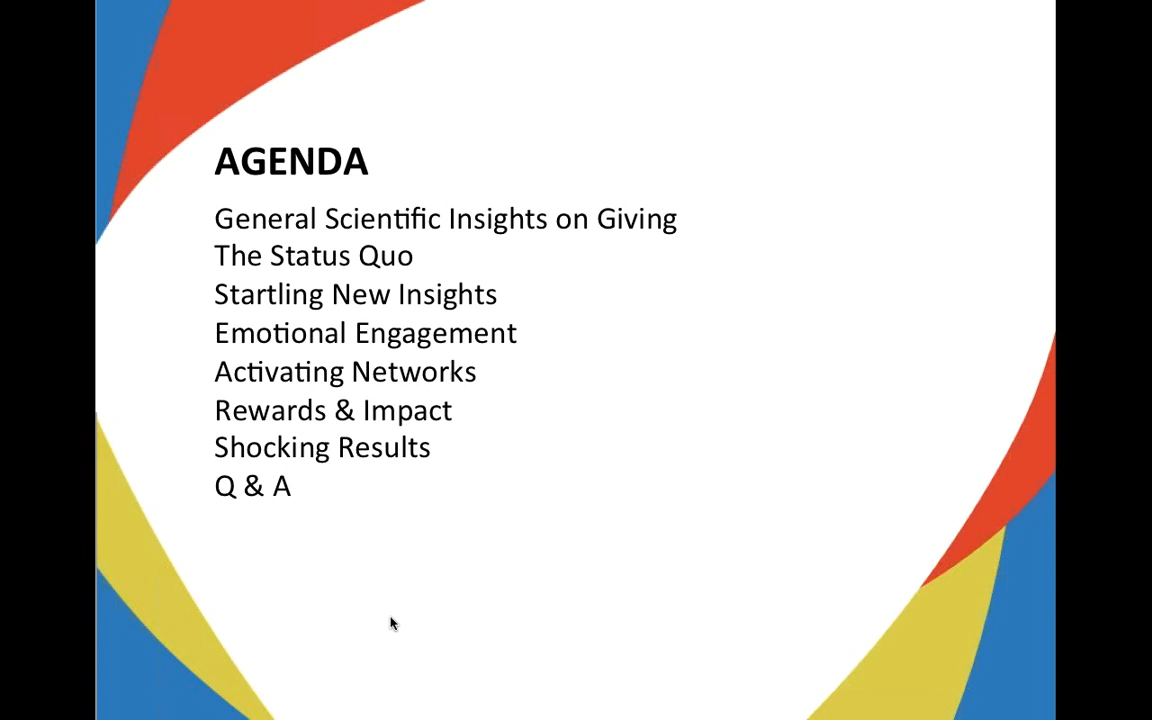 AGENDA
General Scientific Insights on Giving
The Status Quo
Startling New Insights
Emotional Engagement
Activating Networks
Rewards & Impact
Shocking Results
Q & A